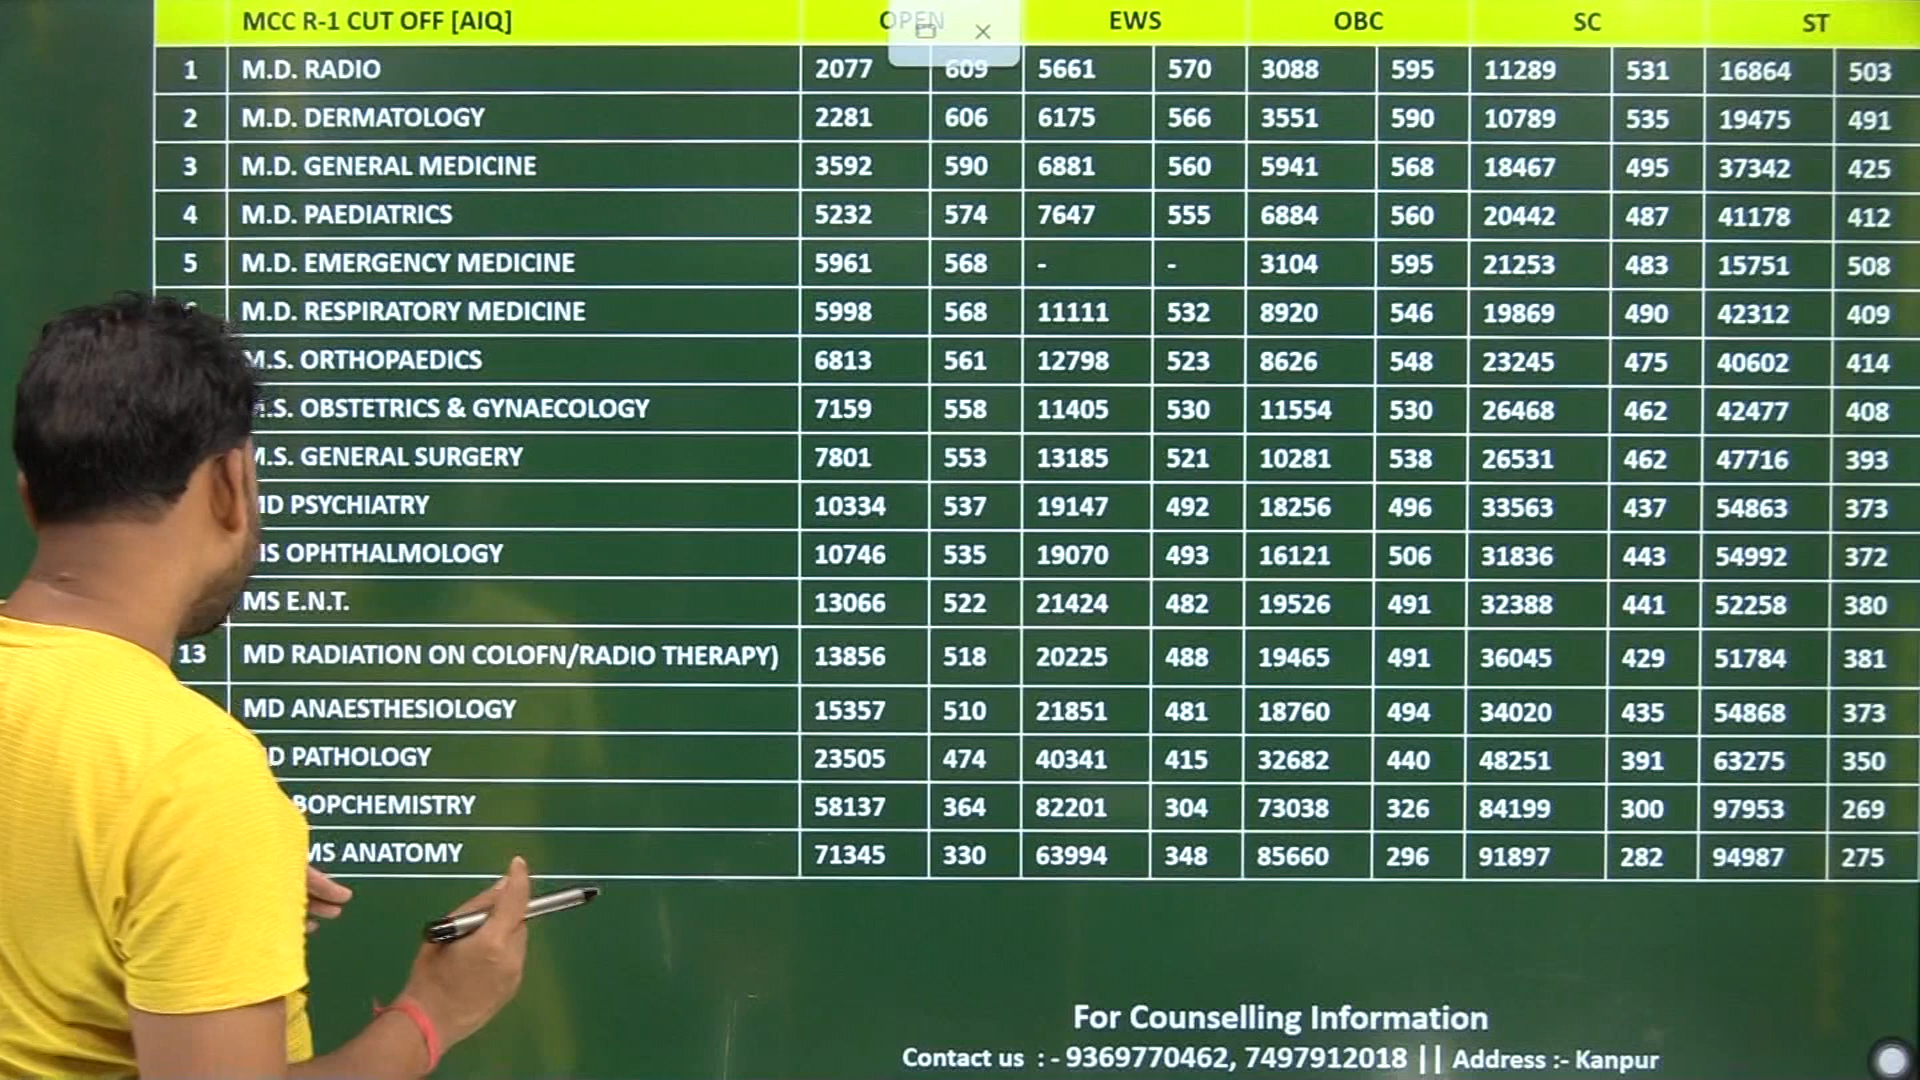 MCC R-1 CUT OFF [AIQ] OPEN EWS OBC SC ST
1 M.D. RADIO 2077 609 5661 570 3088 595 11289 531 16864 503
2 M.D. DERMATOLOGY 2281 606 6175 566 3551 590 10789 535 19475 491
3 M.D. GENERAL MEDICINE 3592 590 6881 560 5941 568 18467 495 37342 425
4 M.D. PAEDIATRICS 5232 574 7647 555 6884 560 20442 487 41178 412
5 M.D. EMERGENCY MEDICINE 5961 568 - - 3104 595 21253 483 15751 508
M.D. RESPIRATORY MEDICINE 5998 568 11111 532 8920 546 19869 490 42312 409
M.S. ORTHOPAEDICS 6813 561 12798 523 8626 548 23245 475 40602 414
.S. OBSTETRICS & GYNAECOLOGY 7159 558 11405 530 11554 530 26468 462 42477 408
M.S. GENERAL SURGERY 7801 553 13185 521 10281 538 26531 462 47716 393
MD PSYCHIATRY 10334 537 19147 492 18256 496 33563 437 54863 373
S OPHTHALMOLOGY 10746 535 19070 493 16121 506 31836 443 54992 372
MS E.N.T. 13066 522 21424 482 19526 491 32388 441 52258 380
13 MD RADIATION ON COLOFN/RADIO THERAPY) 13856 518 20225 488 19465 491 36045 429 51784 381
MD ANAESTHESIOLOGY 15357 510 21851 481 18760 494 34020 435 54868 373
D PATHOLOGY 23505 474 40341 415 32682 440 48251 391 63275 350
BOPCHEMISTRY 58137 364 82201 304 73038 326 84199 300 97953 269
MS ANATOMY 71345 330 63994 348 85660 296 91897 282 94987 275
For Counselling Information
Contact us : - 9369770462, 7497912018 || Address :- Kanpur